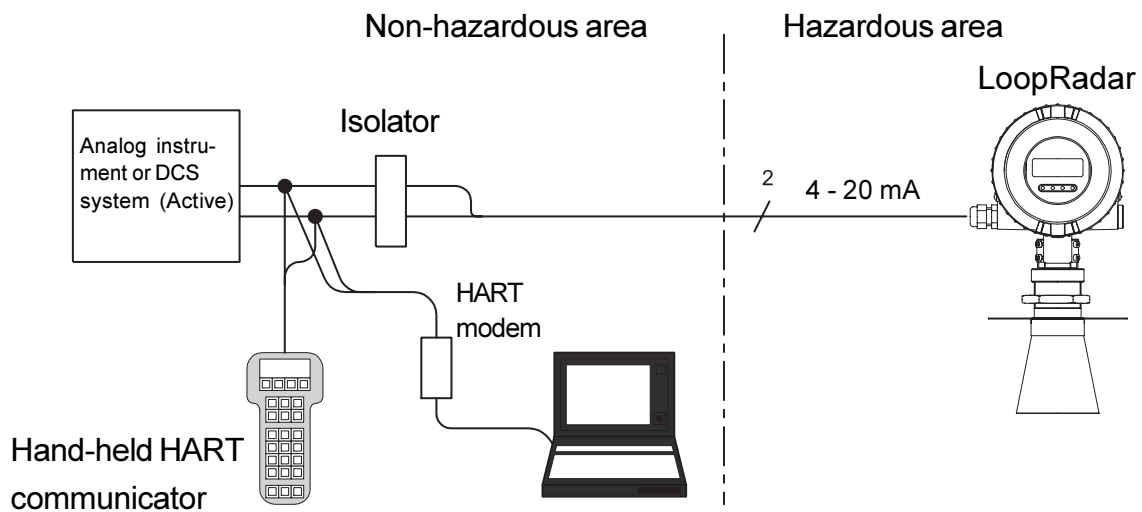 Non-hazardous area
Hazardous area
LoopRadar
Isolator
Analog instru-
ment or DCS
system (Active)
2
4 - 20 mA
HART
modem
Hand-held HART
communicator